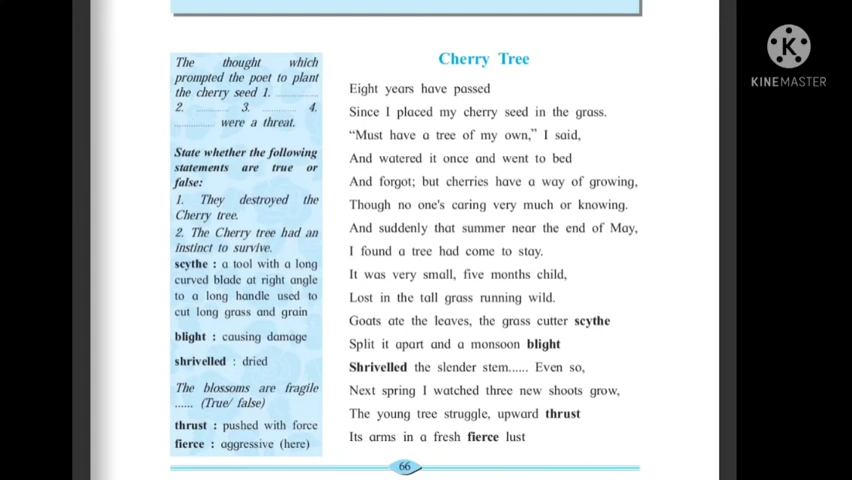 The thought which
prompted the poet to plant
the cherry seed 1. ............
2. ............ 3. ............ 4.
............ were a threat.
State whether the following
statements are true or
false:
1. They destroyed the
Cherry tree.
2. The Cherry tree had an
instinct to survive.
scythe : a tool with a long
curved blade at right angle
to a long handle used to
cut long grass and grain
blight : causing damage
shrivelled : dried
The blossoms are fragile
...... (True/ false)
thrust : pushed with force
fierce : aggressive (here)
Cherry Tree
Eight years have passed
Since I placed my cherry seed in the grass.
“Must have a tree of my own,” I said,
And watered it once and went to bed
And forgot; but cherries have a way of growing,
Though no one's caring very much or knowing.
And suddenly that summer near the end of May,
I found a tree had come to stay.
It was very small, five months child,
Lost in the tall grass running wild.
Goats ate the leaves, the grass cutter scythe
Split it apart and a monsoon blight
Shrivelled the slender stem...... Even so,
Next spring I watched three new shoots grow,
The young tree struggle, upward thrust
Its arms in a fresh fierce lust
66
K
KINEMASTER